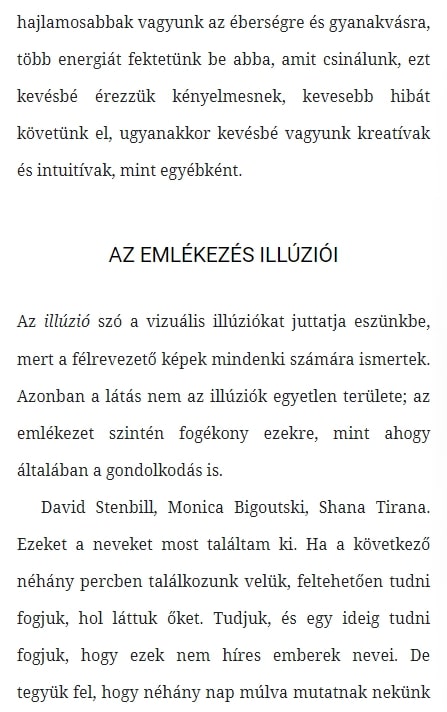 hajlamosabbak vagyunk az éberségre és gyanakvásra,
több energiát fektetünk be abba, amit csinálunk, ezt
kevésbé érezzük kényelmesnek, kevesebb hibát
követünk el, ugyanakkor kevésbé vagyunk kreatívak
és intuitívak, mint egyébként.
AZ EMLÉKEZÉS ILLÚZIÓI
Az illúzió szó a vizuális illúziókat juttatja eszünkbe,
mert a félrevezető képek mindenki számára ismertek.
Azonban a látás nem az illúziók egyetlen területe; az
emlékezet szintén fogékony ezekre, mint ahogy
általában a gondolkodás is.
David Stenbill, Monica Bigoutski, Shana Tirana.
Ezeket a neveket most találtam ki. Ha a következő
néhány percben találkozunk velük, feltehetően tudni
fogjuk, hol láttuk őket. Tudjuk, és egy ideig tudni
fogjuk, hogy ezek nem híres emberek nevei. De
tegyük fel, hogy néhány nap múlva mutatnak nekünk